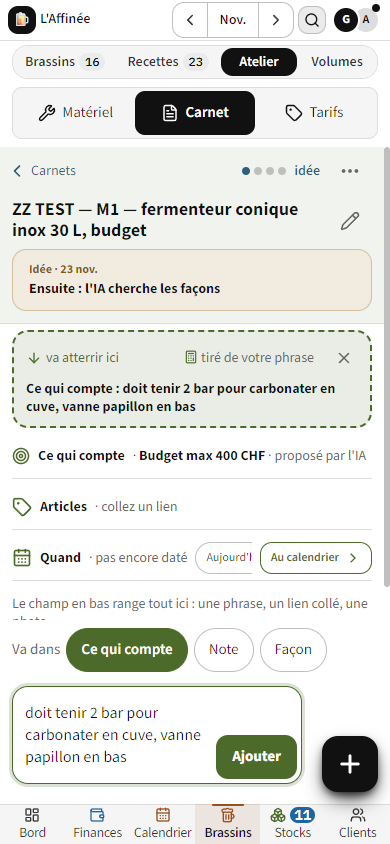 L'Affinée
Nov.
G
A
Brassins 16
Recettes 23
Atelier
Volumes
Matériel
Carnet
Tarifs
Carnets
idée
ZZ TEST — M1 — fermenteur conique
inox 30 L, budget
Idée · 23 nov.
Ensuite : l'IA cherche les façons
va atterrir ici
tiré de votre phrase
Ce qui compte : doit tenir 2 bar pour carbonater en
cuve, vanne papillon en bas
Ce qui compte · Budget max 400 CHF · proposé par l'IA
Articles · collez un lien
Quand · pas encore daté
Aujourd'h
Au calendrier
Le champ en bas range tout ici : une phrase, un lien collé, une
Va dans
Ce qui compte
Note
Façon
doit tenir 2 bar pour
carbonater en cuve, vanne
papillon en bas
Ajouter
Bord
Finances
Calendrier
Brassins
Stocks 11
Clients